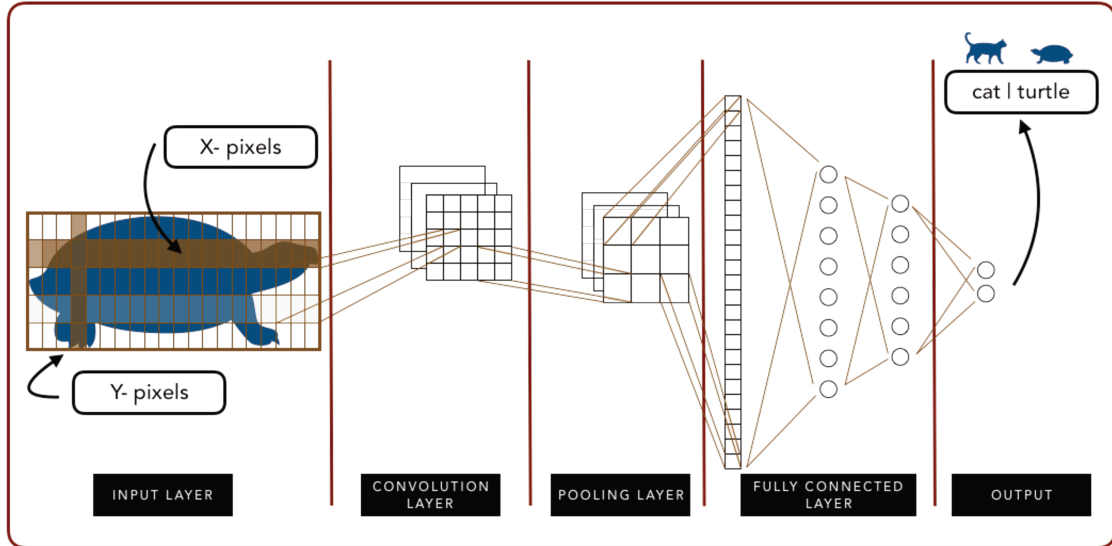 cat | turtle
X- pixels
Y- pixels
INPUT LAYER
CONVOLUTION
LAYER
POOLING LAYER
FULLY CONNECTED
LAYER
OUTPUT